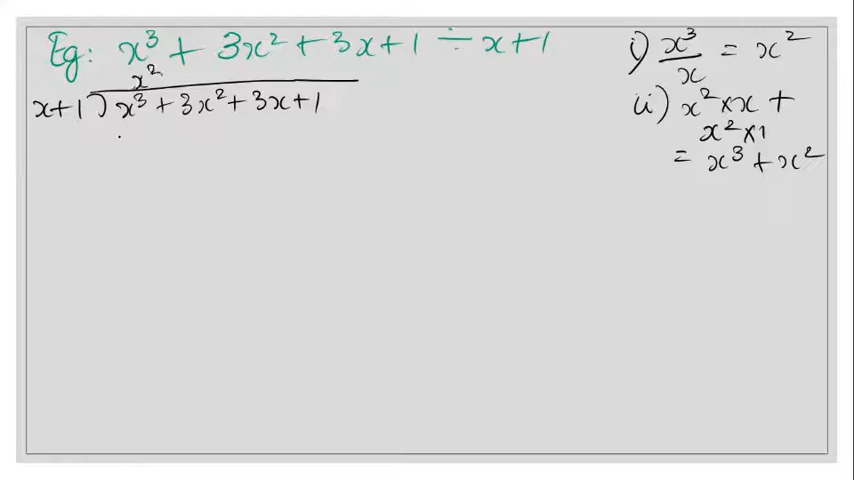 Eg: x³ + 3x² + 3x + 1 ÷ x + 1
x²
x+1 ) x³ + 3x² + 3x + 1
i) x³/x = x²
ii) x² × x +
x² × 1
= x³ + x²